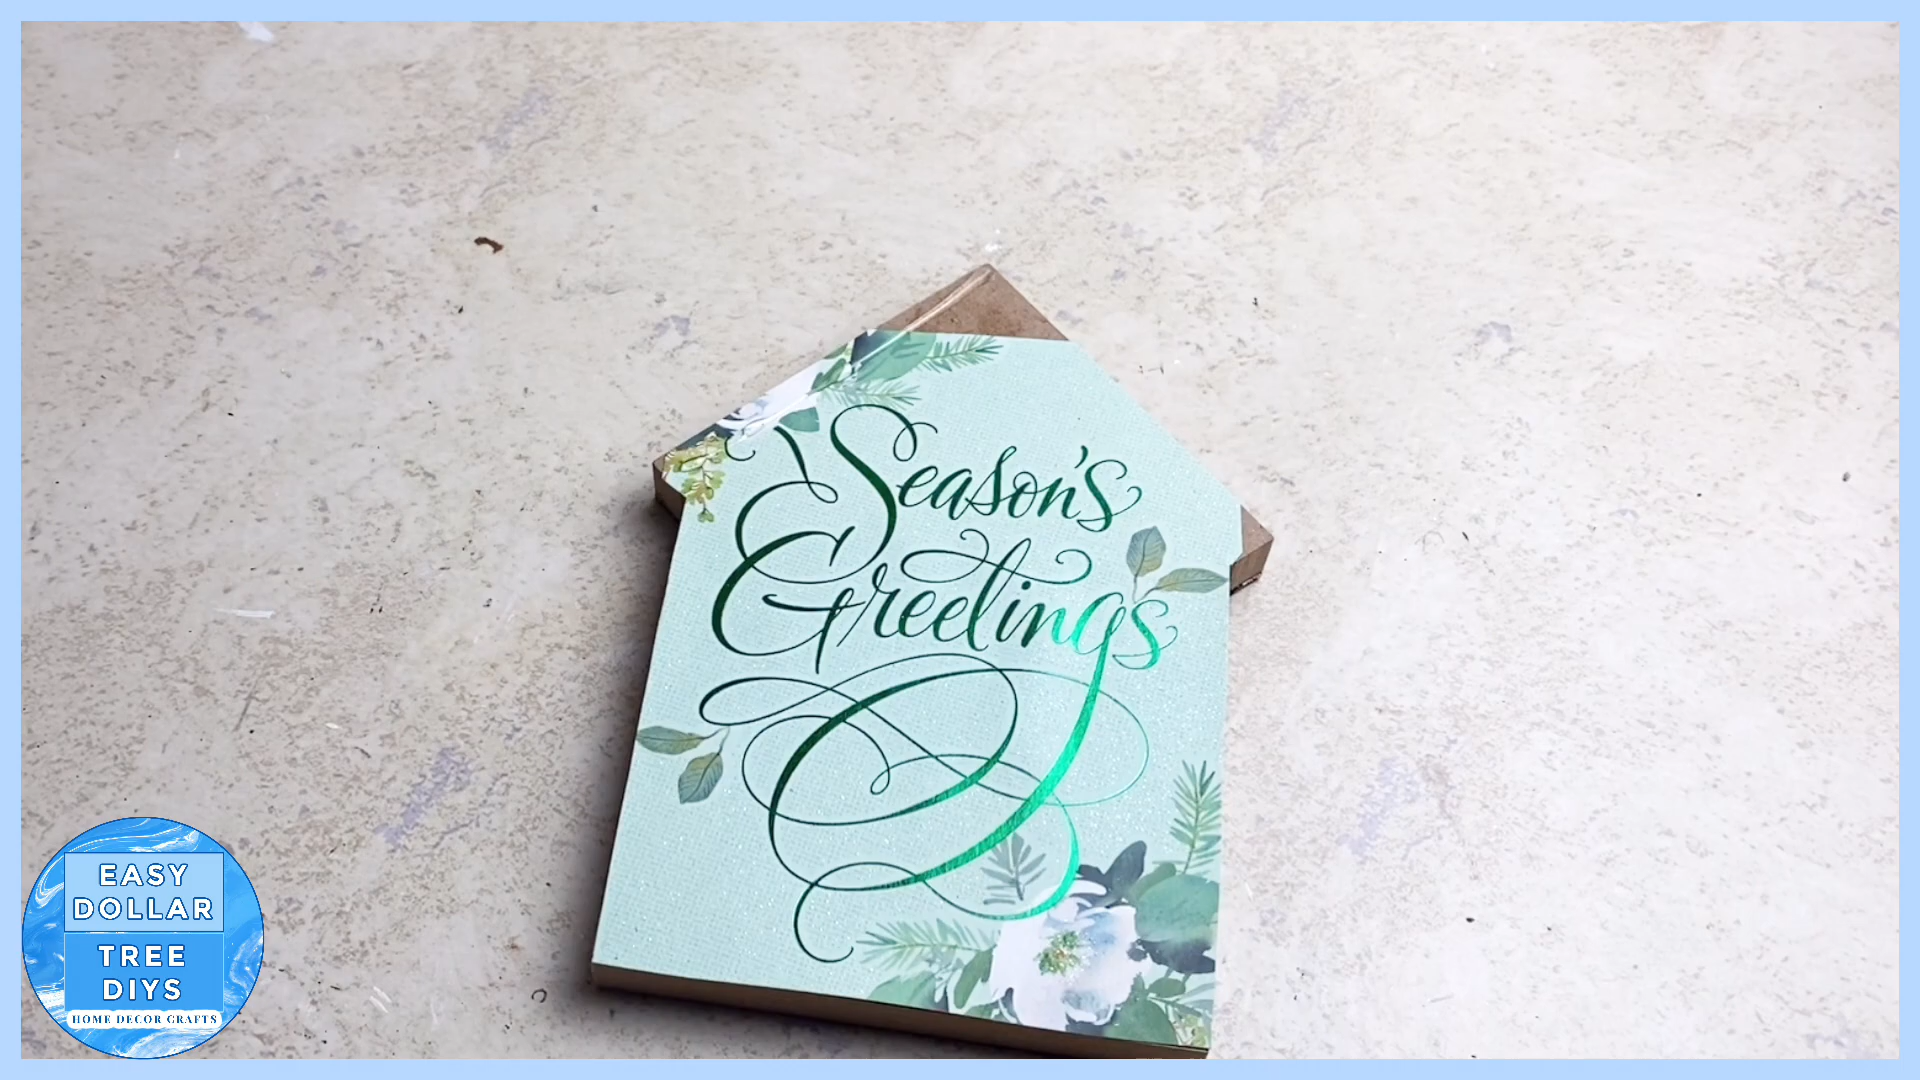 Season's
Greetings
EASY
DOLLAR
TREE
DIYS
HOME DECOR CRAFTS